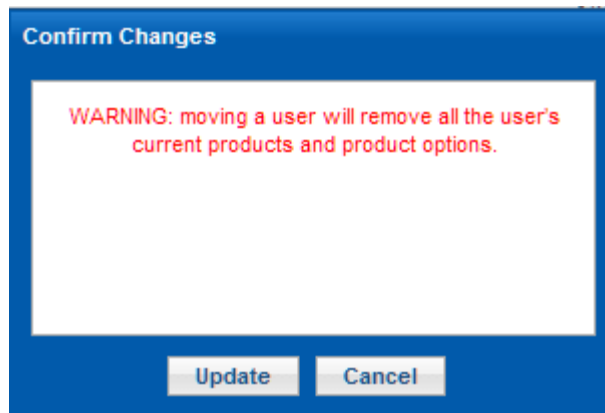 Confirm Changes
WARNING: moving a user will remove all the user's
current products and product options.
Update
Cancel